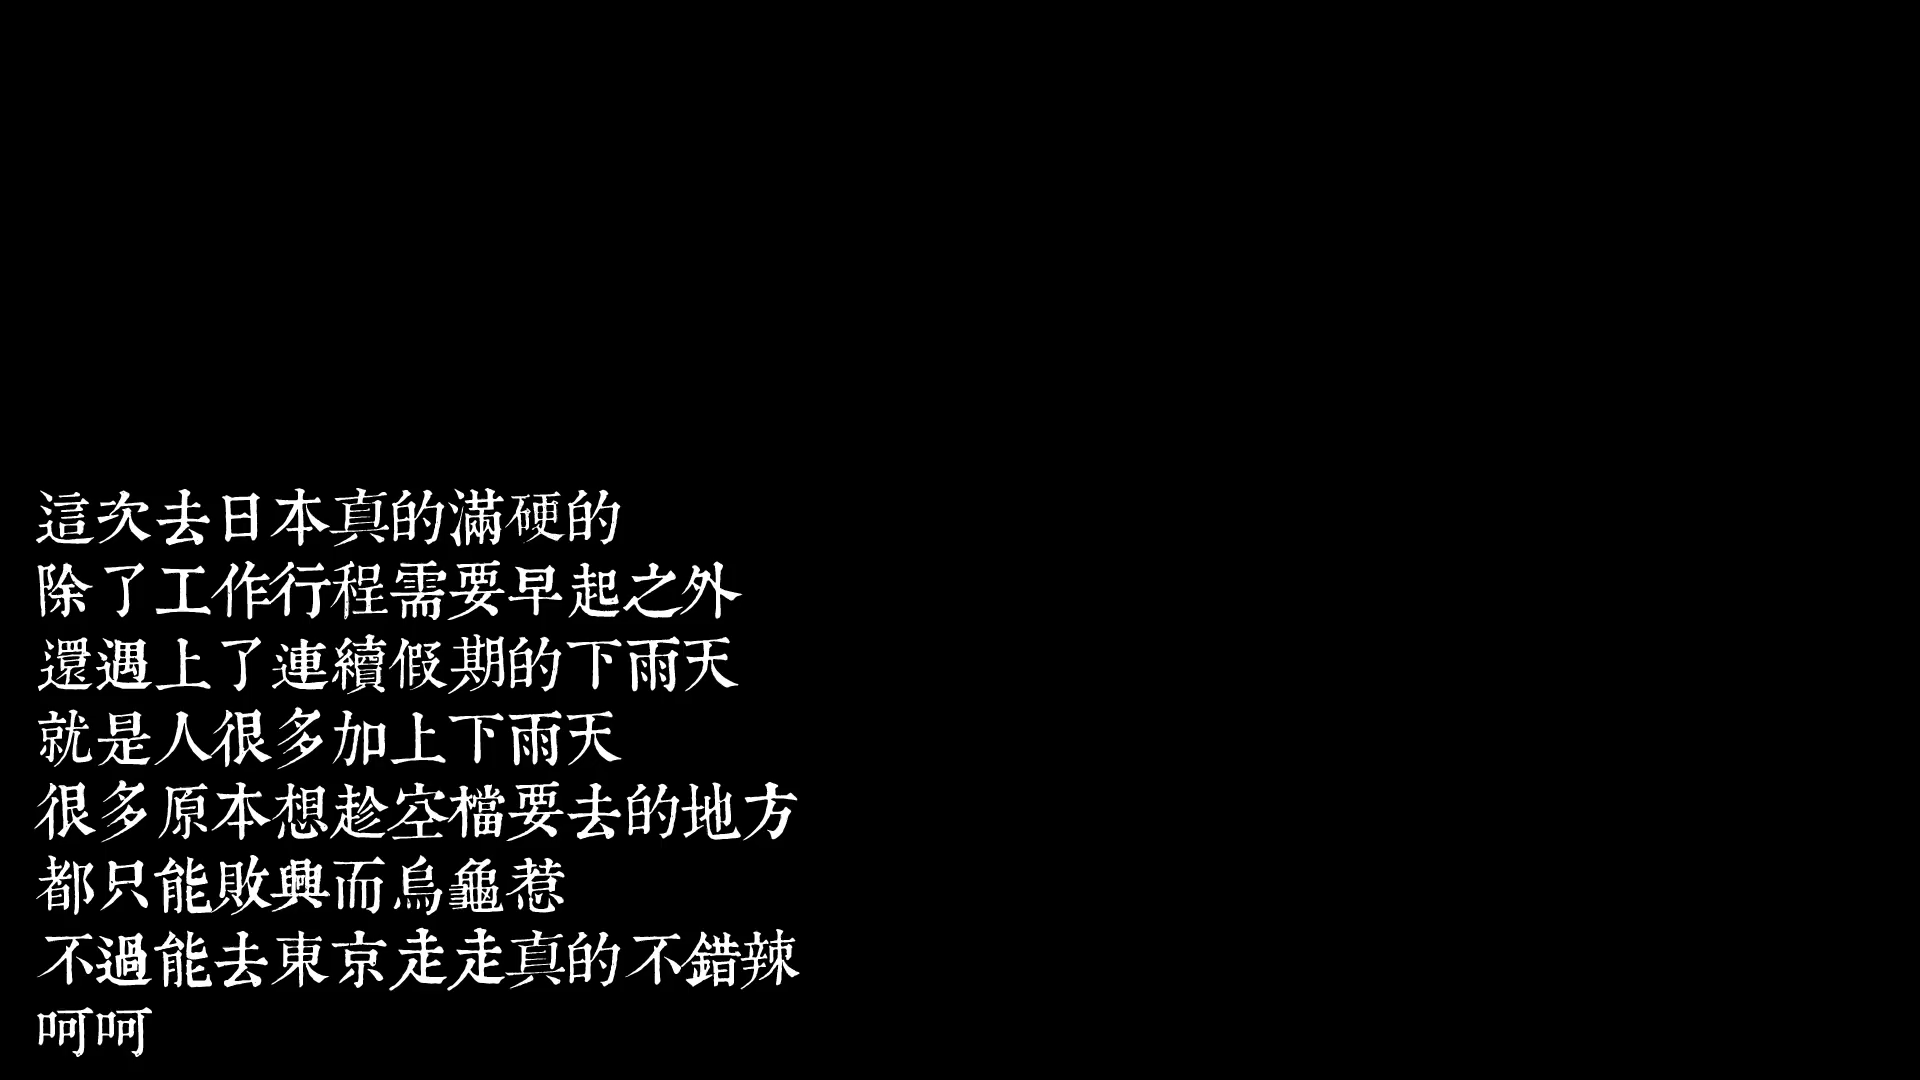 這次去日本真的滿硬的
除了工作行程需要早起之外
還遇上了連續假期的下雨天
就是人很多加上下雨天
很多原本想趁空檔要去的地方
都只能敗興而烏龜惹
不過能去東京走走真的不錯辣
呵呵